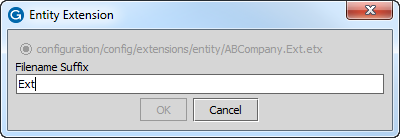 Entity Extension
configuration/config/extensions/entity/ABCompany.Ext.etx
Filename Suffix
Ext
OK Cancel